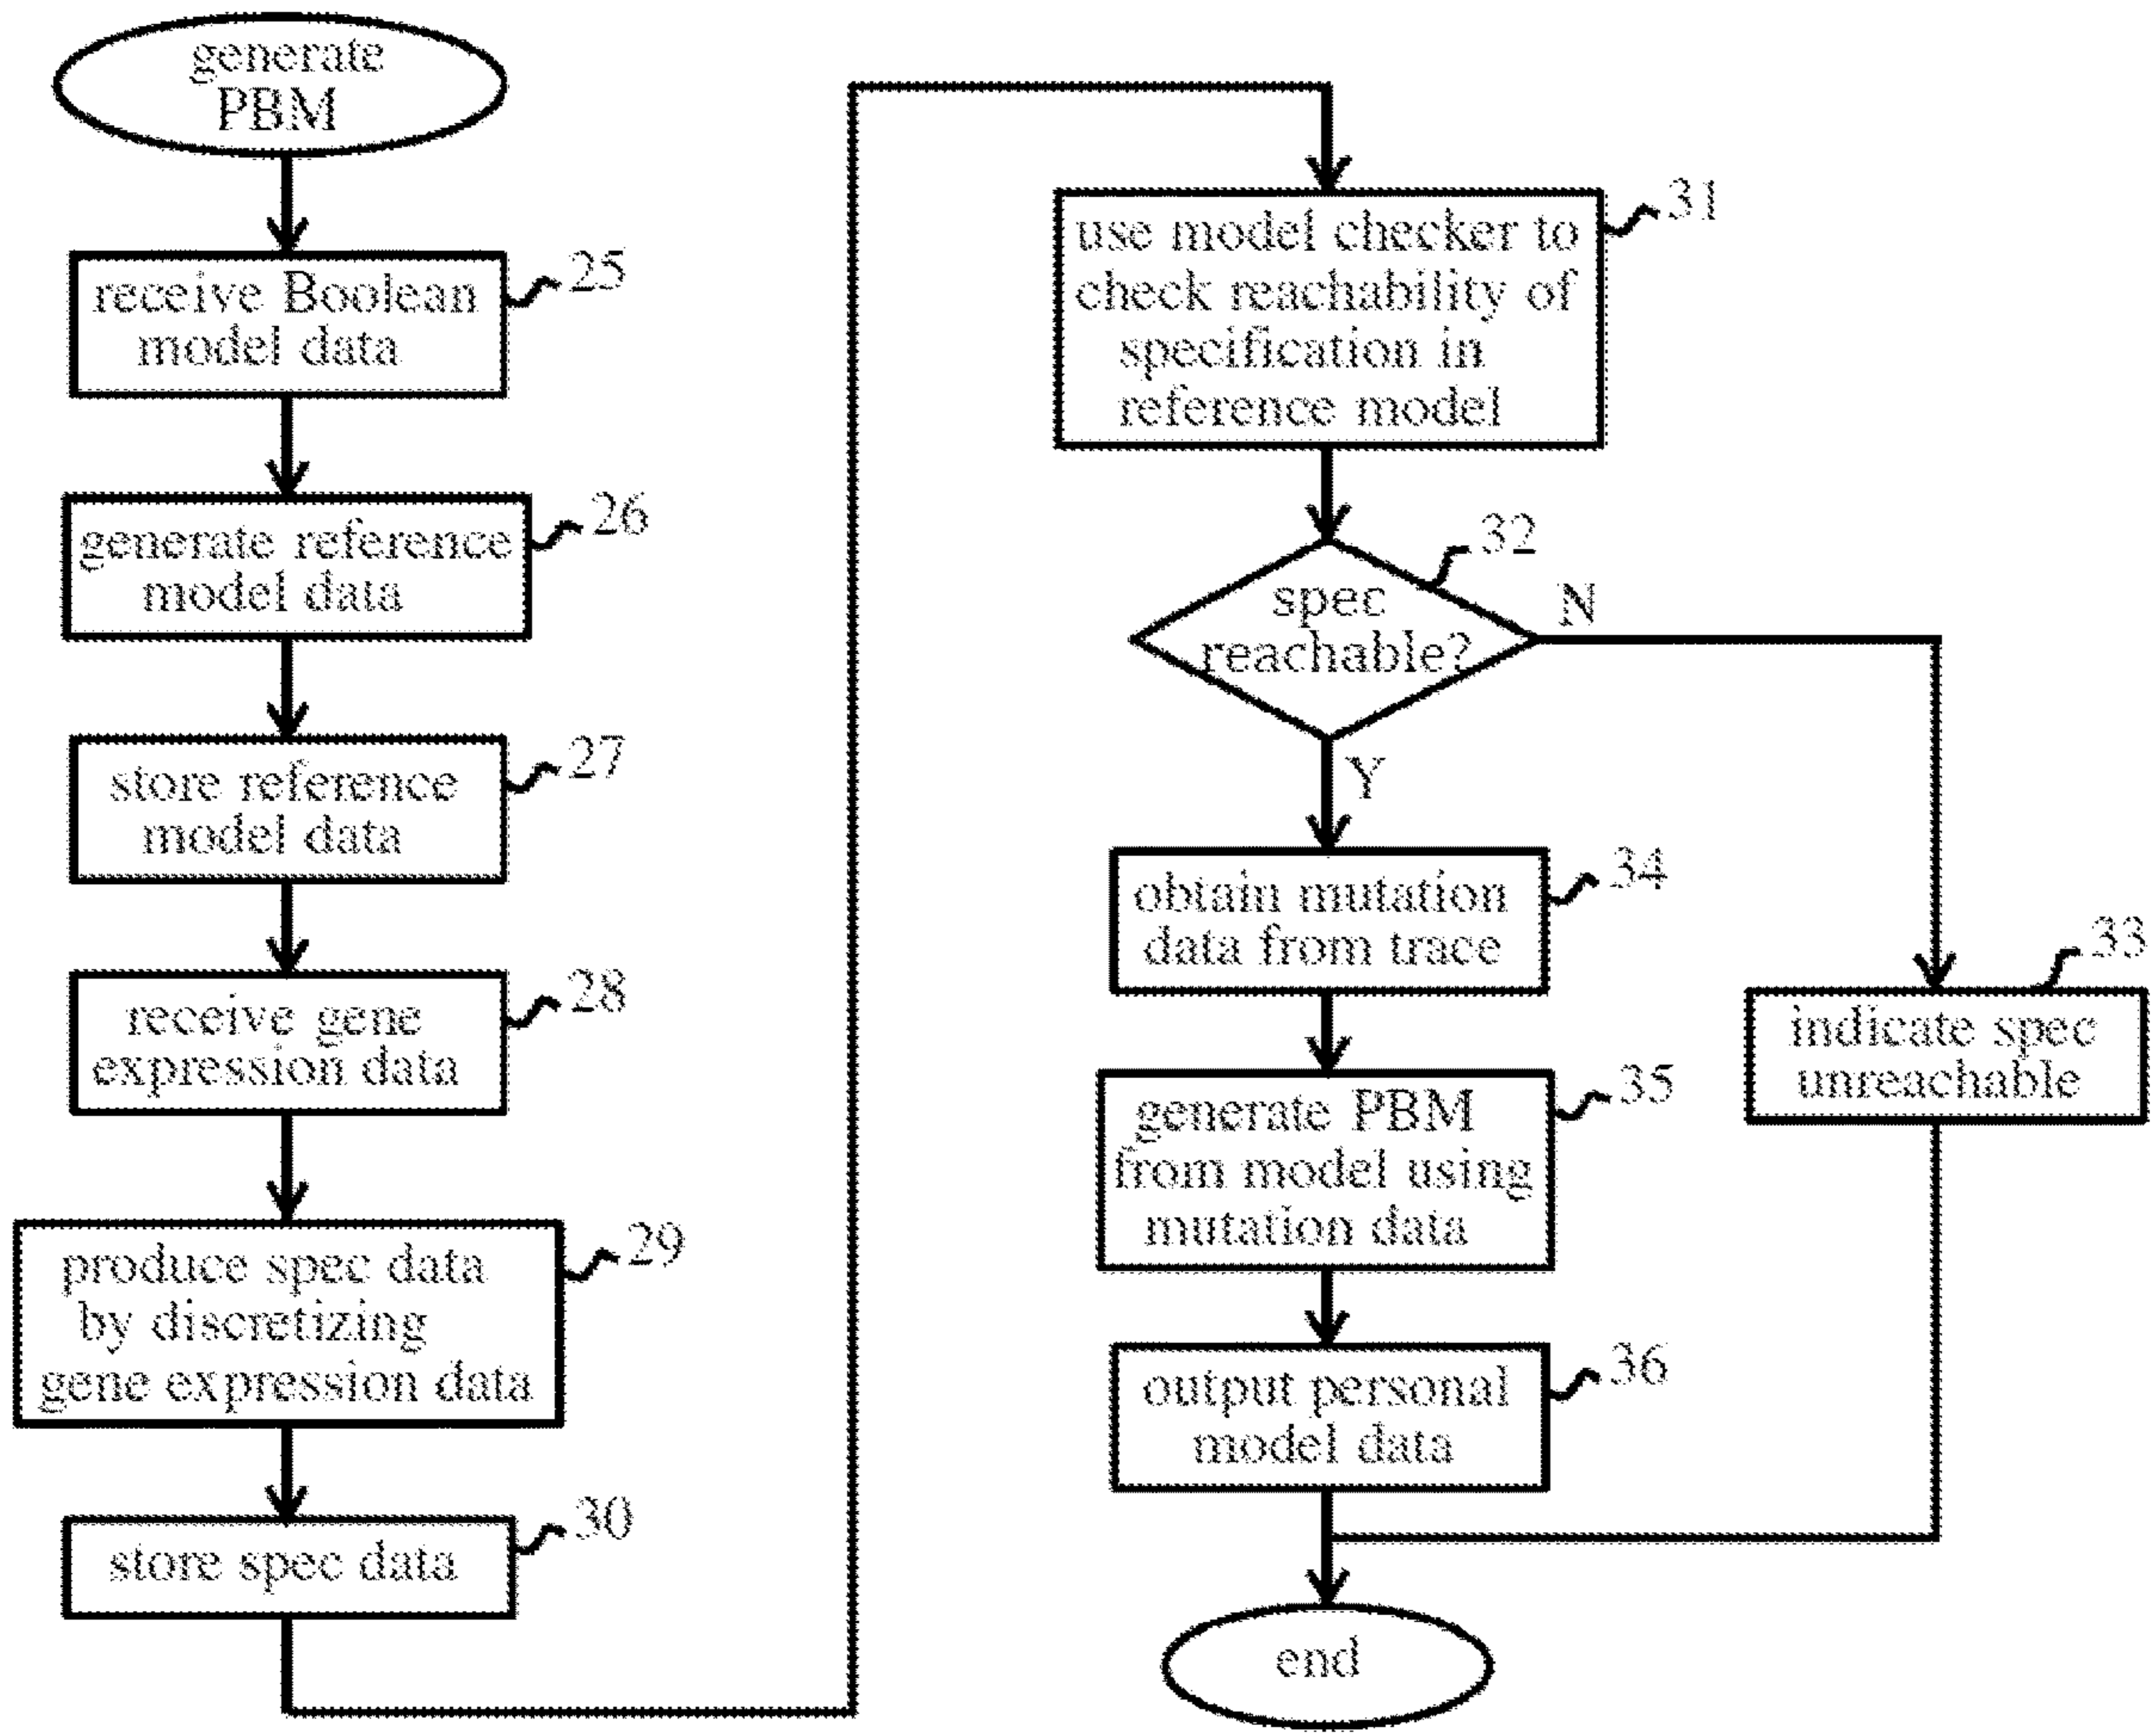 generate
PBM
receive Boolean
model data
25
generate reference
model data
26
store reference
model data
27
receive gene
expression data
28
produce spec data
by discretizing
gene expression data
29
store spec data
30
use model checker to
check reachability of
specification in
reference model
31
spec
reachable?
32
N
Y
obtain mutation
data from trace
34
indicate spec
unreachable
33
generate PBM
from model using
mutation data
35
output personal
model data
36
end